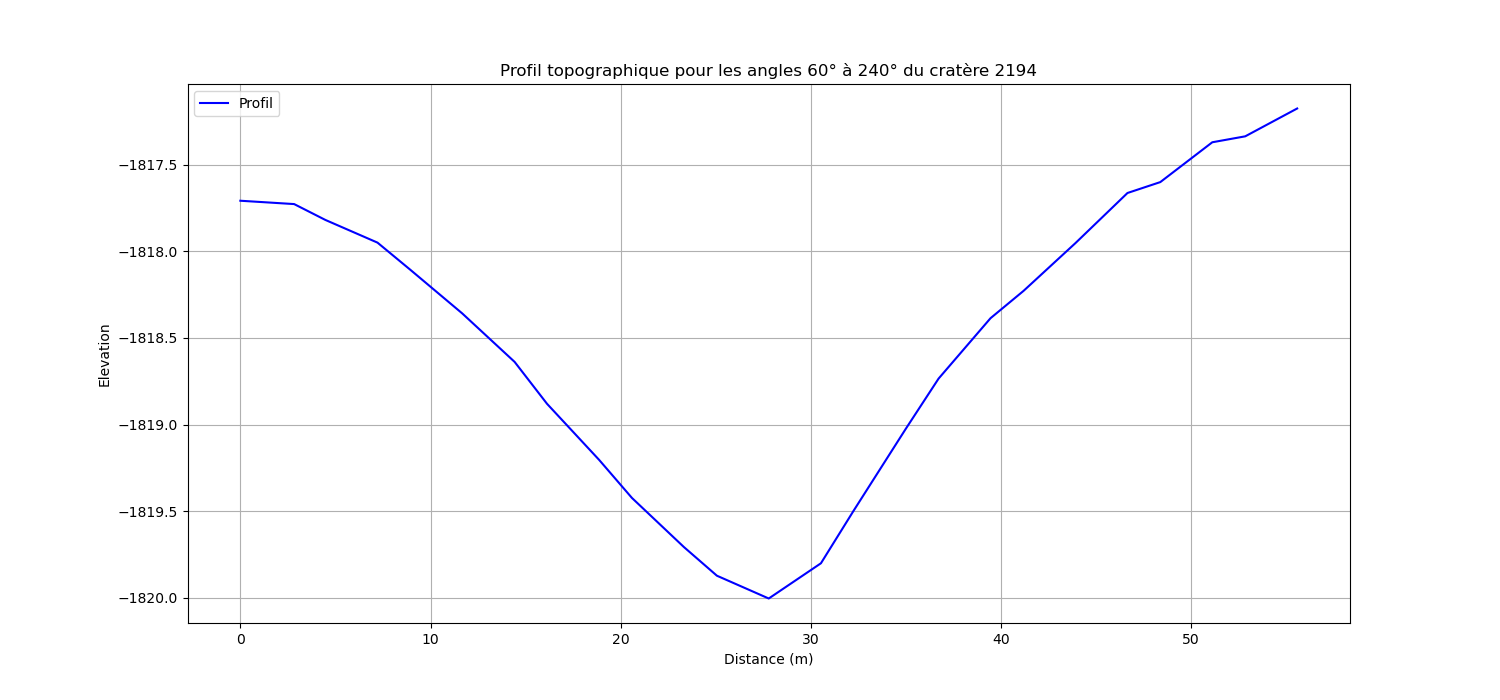 Profil topographique pour les angles 60° à 240° du cratère 2194
Profil
−1817.5
−1818.0
−1818.5
−1819.0
−1819.5
−1820.0
Elevation
0 10 20 30 40 50
Distance (m)